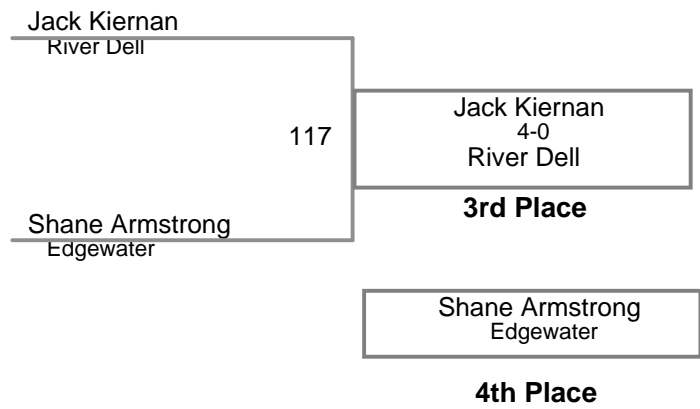 Jack Kiernan
River Dell
117
Jack Kiernan
4-0
River Dell
3rd Place
Shane Armstrong
Edgewater
Shane Armstrong
Edgewater
4th Place